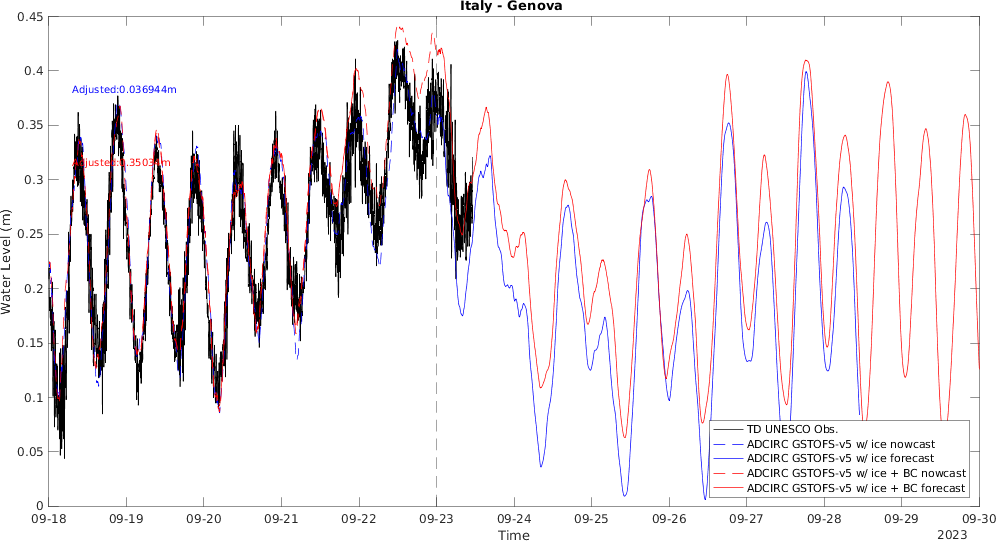 Italy - Genova
Water Level (m)
0.45
0.4
0.35
0.3
0.25
0.2
0.15
0.1
0.05
0
Adjusted:0.036944m
TD UNESCO Obs.
ADCIRC GSTOFS-v5 w/ ice nowcast
ADCIRC GSTOFS-v5 w/ ice forecast
ADCIRC GSTOFS-v5 w/ ice + BC nowcast
ADCIRC GSTOFS-v5 w/ ice + BC forecast
09-18 09-19 09-20 09-21 09-22 09-23 09-24 09-25 09-26 09-27 09-28 09-29 09-30
Time
2023